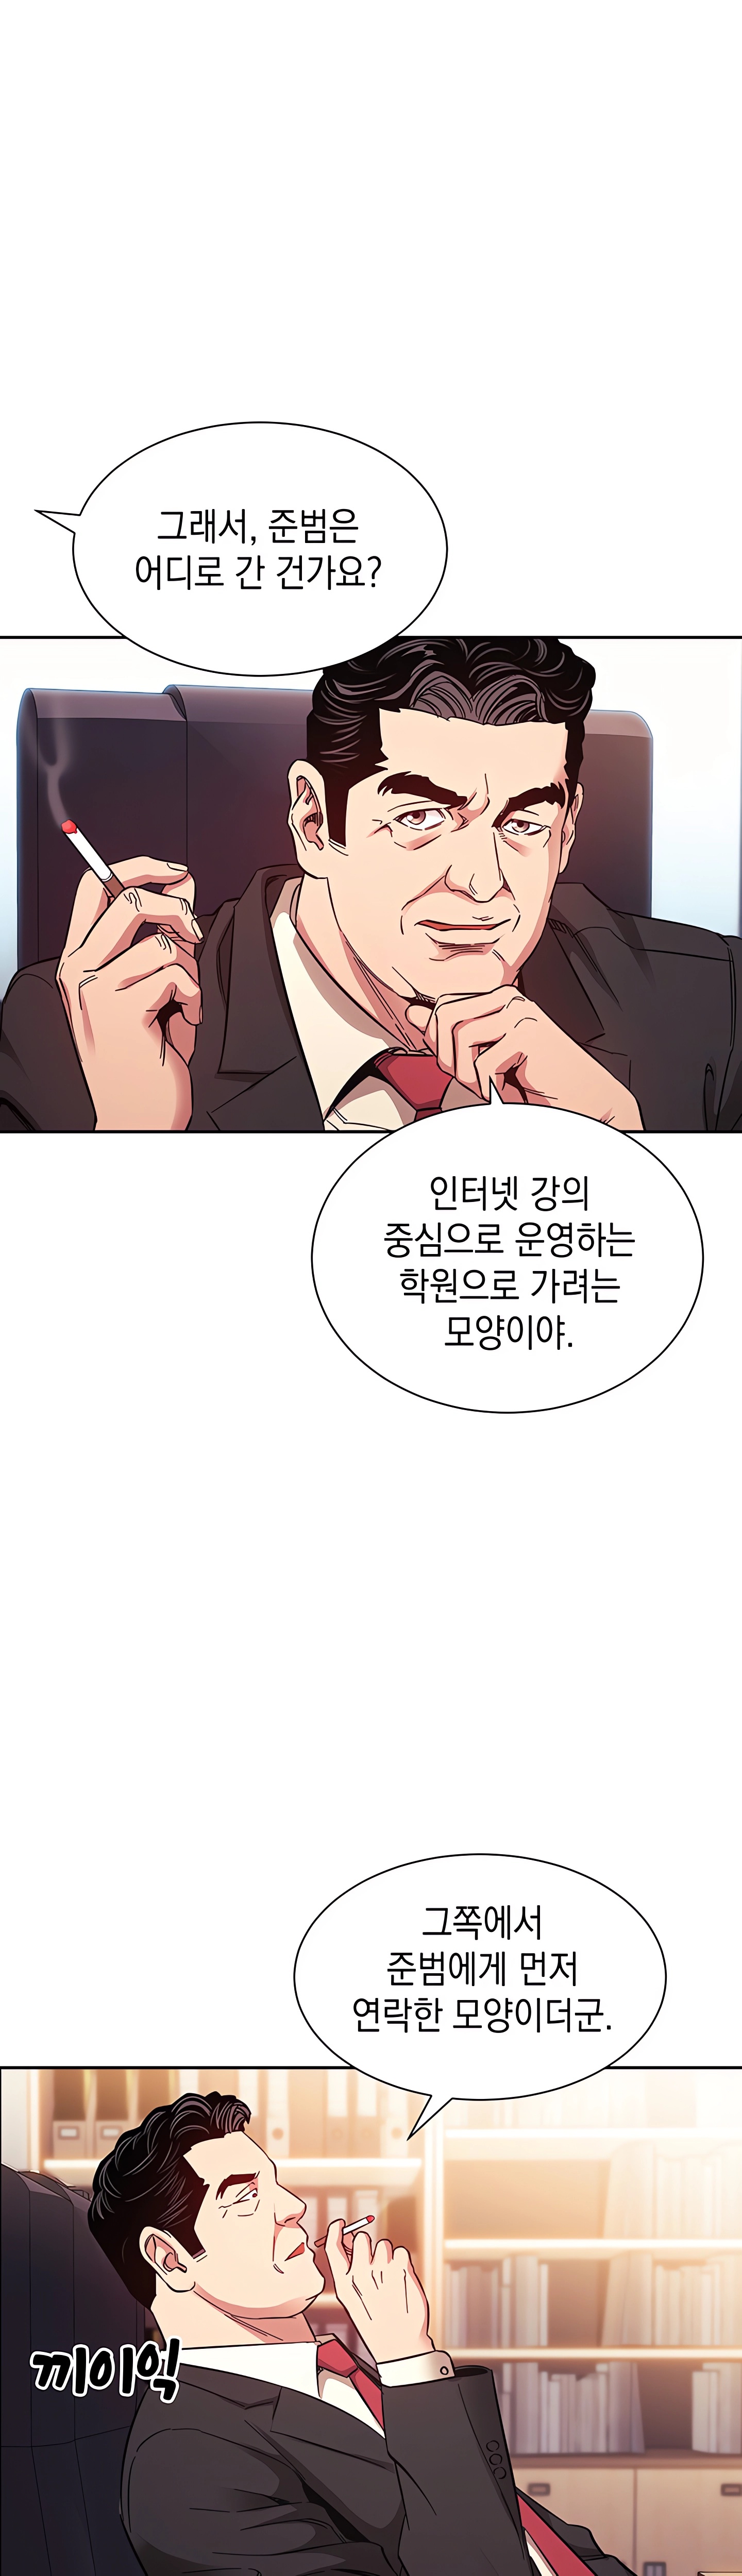 그래서, 준범은
어디로 간 건가요?
인터넷 강의
중심으로 운영하는
학원으로 가려는
모양이야.
그쪽에서
준범에게 먼저
연락한 모양이더군.
끼이익